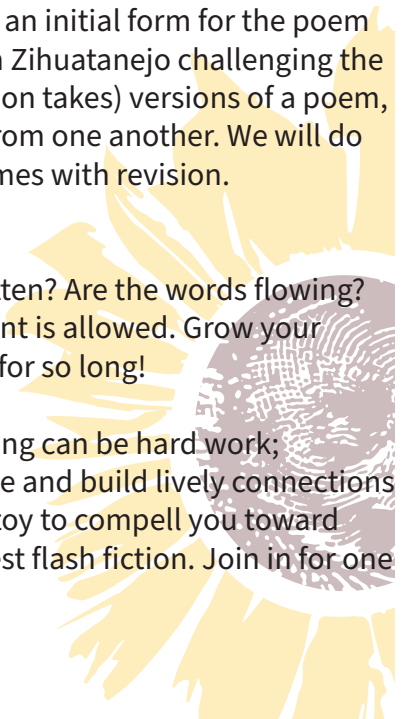 an initial form for the poem
Zihuatanejo challenging the
on takes) versions of a poem,
rom one another. We will do
mes with revision.
tten? Are the words flowing?
nt is allowed. Grow your
for so long!
ng can be hard work;
e and build lively connections
toy to compell you toward
st flash fiction. Join in for one